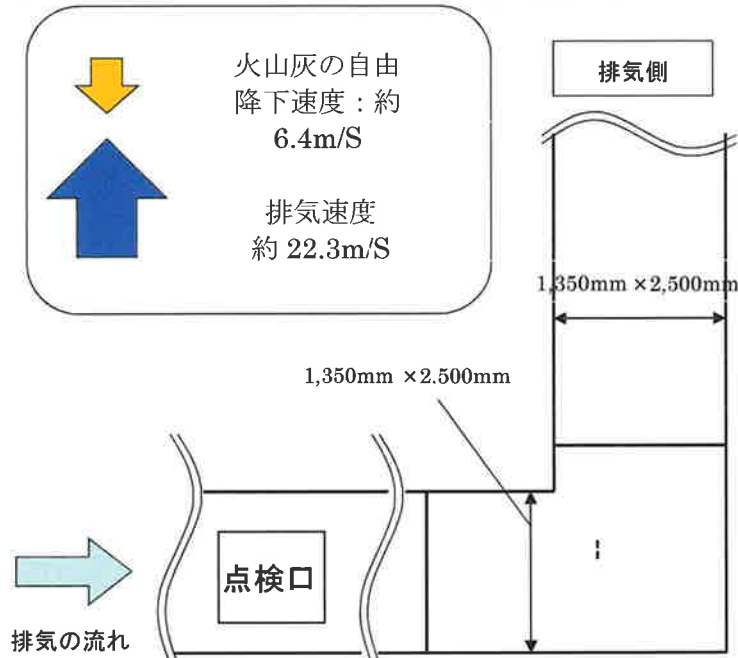 火山灰の自由
降下速度：約
6.4m/S
排気速度
約 22.3m/S
排気側
1,350mm ×2,500mm
1,350mm ×2.500mm
点検口
排気の流れ